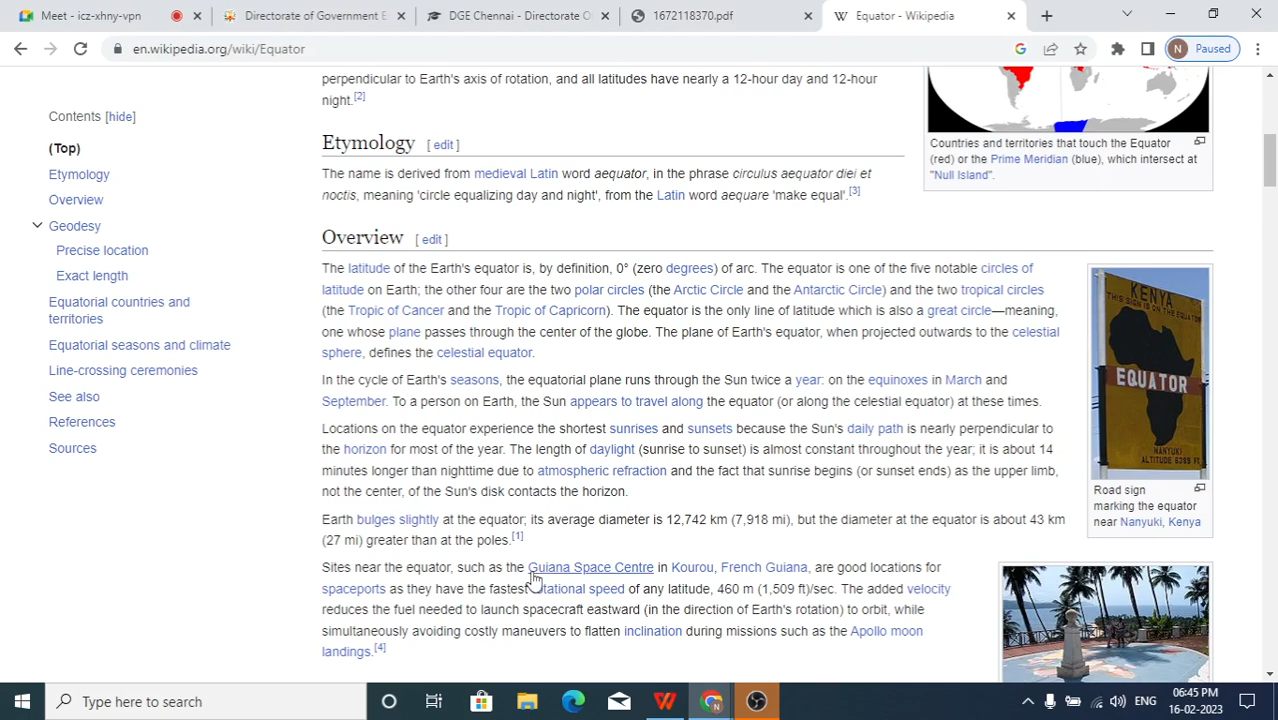 Meet - icz-xhny-vpn
Directorate of Government E
DGE Chennai - Directorate O
1672118370.pdf
Equator - Wikipedia
en.wikipedia.org/wiki/Equator
N Paused
Contents [hide]
(Top)
Etymology
Overview
Geodesy
Precise location
Exact length
Equatorial countries and
territories
Equatorial seasons and climate
Line-crossing ceremonies
See also
References
Sources
perpendicular to Earth's axis of rotation, and all latitudes have nearly a 12-hour day and 12-hour
night.[2]
Etymology [ edit ]
The name is derived from medieval Latin word aequator, in the phrase circulus aequator diei et
noctis, meaning 'circle equalizing day and night', from the Latin word aequare 'make equal'.[3]
Countries and territories that touch the Equator
(red) or the Prime Meridian (blue), which intersect at
"Null Island".
Overview [ edit ]
The latitude of the Earth's equator is, by definition, 0° (zero degrees) of arc. The equator is one of the five notable circles of
latitude on Earth; the other four are the two polar circles (the Arctic Circle and the Antarctic Circle) and the two tropical circles
(the Tropic of Cancer and the Tropic of Capricorn). The equator is the only line of latitude which is also a great circle—meaning,
one whose plane passes through the center of the globe. The plane of Earth's equator, when projected outwards to the celestial
sphere, defines the celestial equator.
In the cycle of Earth's seasons, the equatorial plane runs through the Sun twice a year: on the equinoxes in March and
September. To a person on Earth, the Sun appears to travel along the equator (or along the celestial equator) at these times.
Locations on the equator experience the shortest sunrises and sunsets because the Sun's daily path is nearly perpendicular to
the horizon for most of the year. The length of daylight (sunrise to sunset) is almost constant throughout the year; it is about 14
minutes longer than nighttime due to atmospheric refraction and the fact that sunrise begins (or sunset ends) as the upper limb,
not the center, of the Sun's disk contacts the horizon.
Earth bulges slightly at the equator; its average diameter is 12,742 km (7,918 mi), but the diameter at the equator is about 43 km
(27 mi) greater than at the poles.[1]
Sites near the equator, such as the Guiana Space Centre in Kourou, French Guiana, are good locations for
spaceports as they have the fastest rotational speed of any latitude, 460 m (1,509 ft)/sec. The added velocity
reduces the fuel needed to launch spacecraft eastward (in the direction of Earth's rotation) to orbit, while
simultaneously avoiding costly maneuvers to flatten inclination during missions such as the Apollo moon
landings.[4]
KENYA
THIS SIGN IS ON THE EQUATOR
EQUATOR
NANYUKI
ALTITUDE 6389 FT
Road sign
marking the equator
near Nanyuki, Kenya
Type here to search
ENG
06:45 PM
16-02-2023